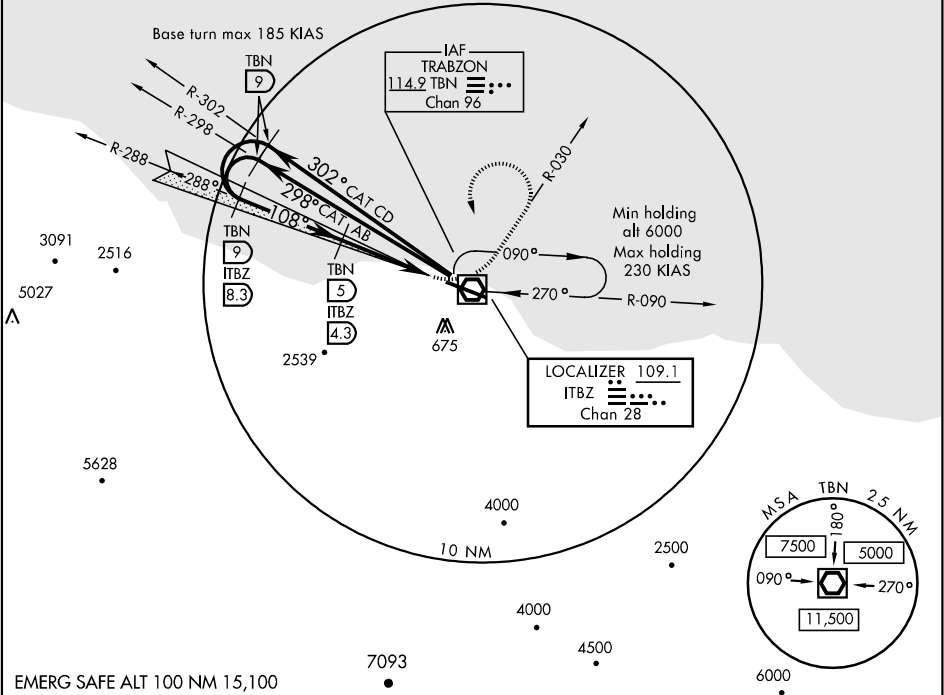 Base turn max 185 KIAS
TBN
9
IAF
TRABZON
114.9 TBN
Chan 96
R-302
R-298
R-288
288°
302° CAT CD
298° CAT AB
108°
R-030
Min holding
alt 6000
Max holding
230 KIAS
090°
270°
R-090
TBN
9
ITBZ
8.3
TBN
5
ITBZ
4.3
3091
2516
5027
2539
675
LOCALIZER 109.1
ITBZ
Chan 28
5628
4000
10 NM
2500
4000
4500
7093
6000
MSA TBN 25 NM
180°
7500
5000
090°
270°
11,500
EMERG SAFE ALT 100 NM 15,100